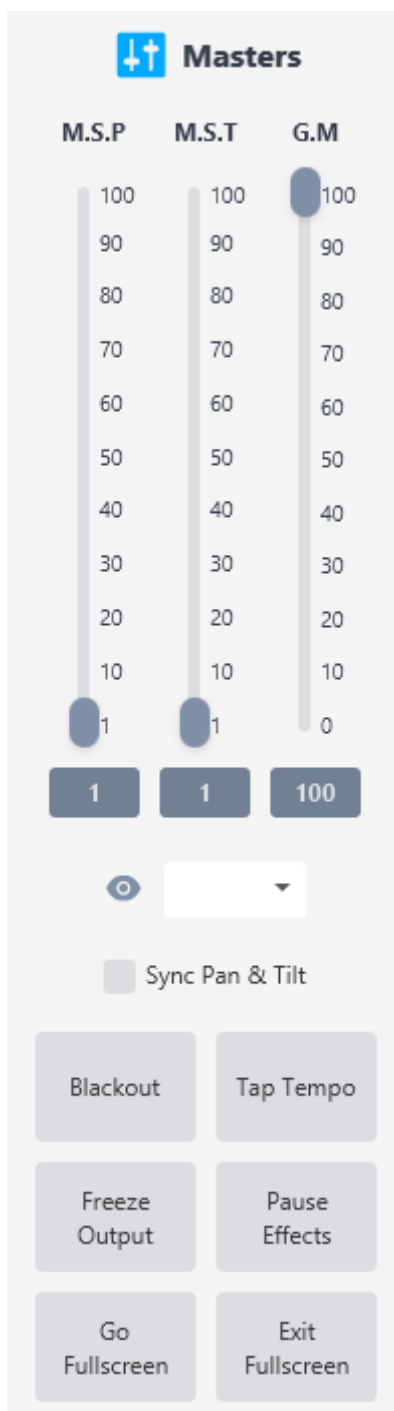 Masters
M.S.P M.S.T G.M
100 100 100
90 90 90
80 80 80
70 70 70
60 60 60
50 50 50
40 40 40
30 30 30
20 20 20
10 10 10
1 1 0
1 1 100
Sync Pan & Tilt
Blackout Tap Tempo
Freeze Pause
Output Effects
Go Exit
Fullscreen Fullscreen